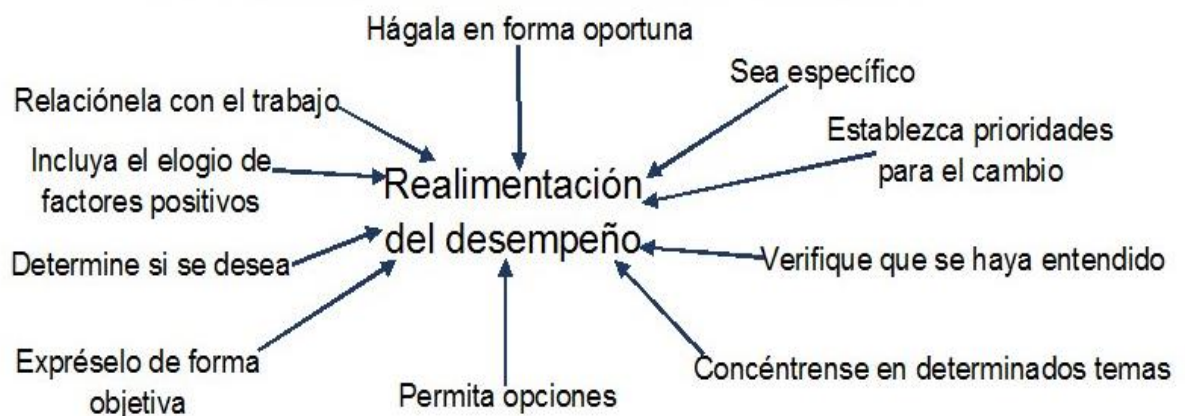 Hágala en forma oportuna
Sea específico
Relaciónela con el trabajo
Establezca prioridades
para el cambio
Incluya el elogio de
factores positivos
Realimentación
del desempeño
Determine si se desea
Verifique que se haya entendido
Expréselo de forma
objetiva
Permita opciones
Concéntrense en determinados temas